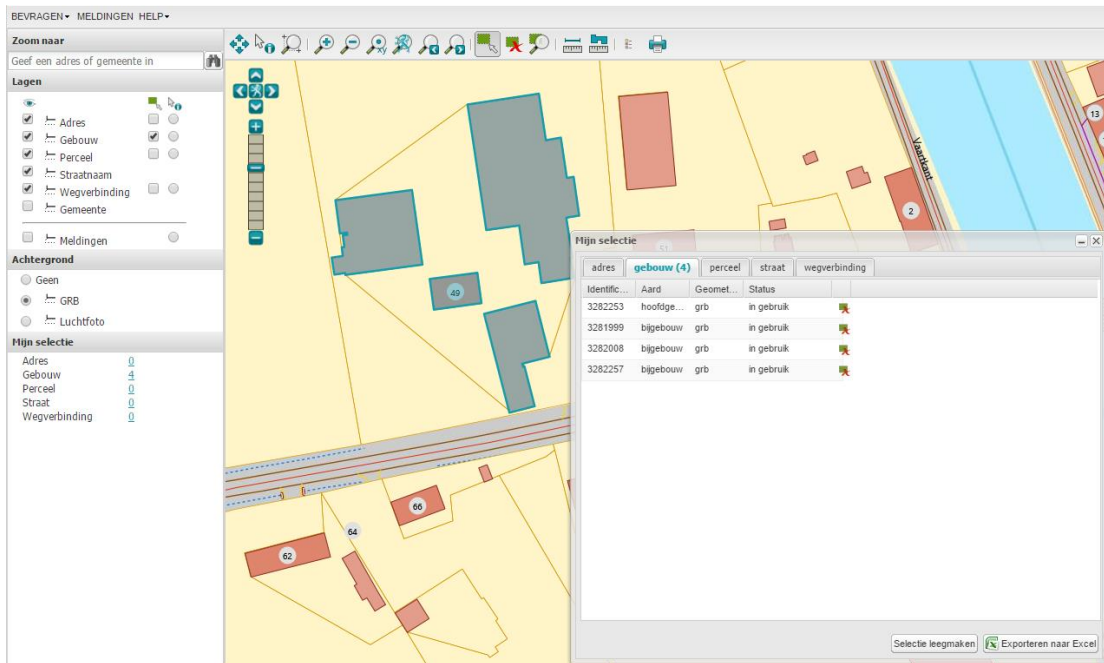 BEVRAGEN MELDINGEN HELP
Zoom naar
Geef een adres of gemeente in
Lagen
Adres
Gebouw
Perceel
Straatnaam
Wegverbinding
Gemeente
Meldingen
Achtergrond
Geen
GRB
Luchtfoto
Mijn selectie
Adres 0
Gebouw 4
Perceel 0
Straat 0
Wegverbinding 0
xy
Vaartkant
13
2
51
49
66
64
62
Mijn selectie
adres gebouw (4) perceel straat wegverbinding
Identific... Aard Geomet... Status
3282253 hoofdge... grb in gebruik
3281999 bijgebouw grb in gebruik
3282008 bijgebouw grb in gebruik
3282257 bijgebouw grb in gebruik
Selectie leegmaken Exporteren naar Excel